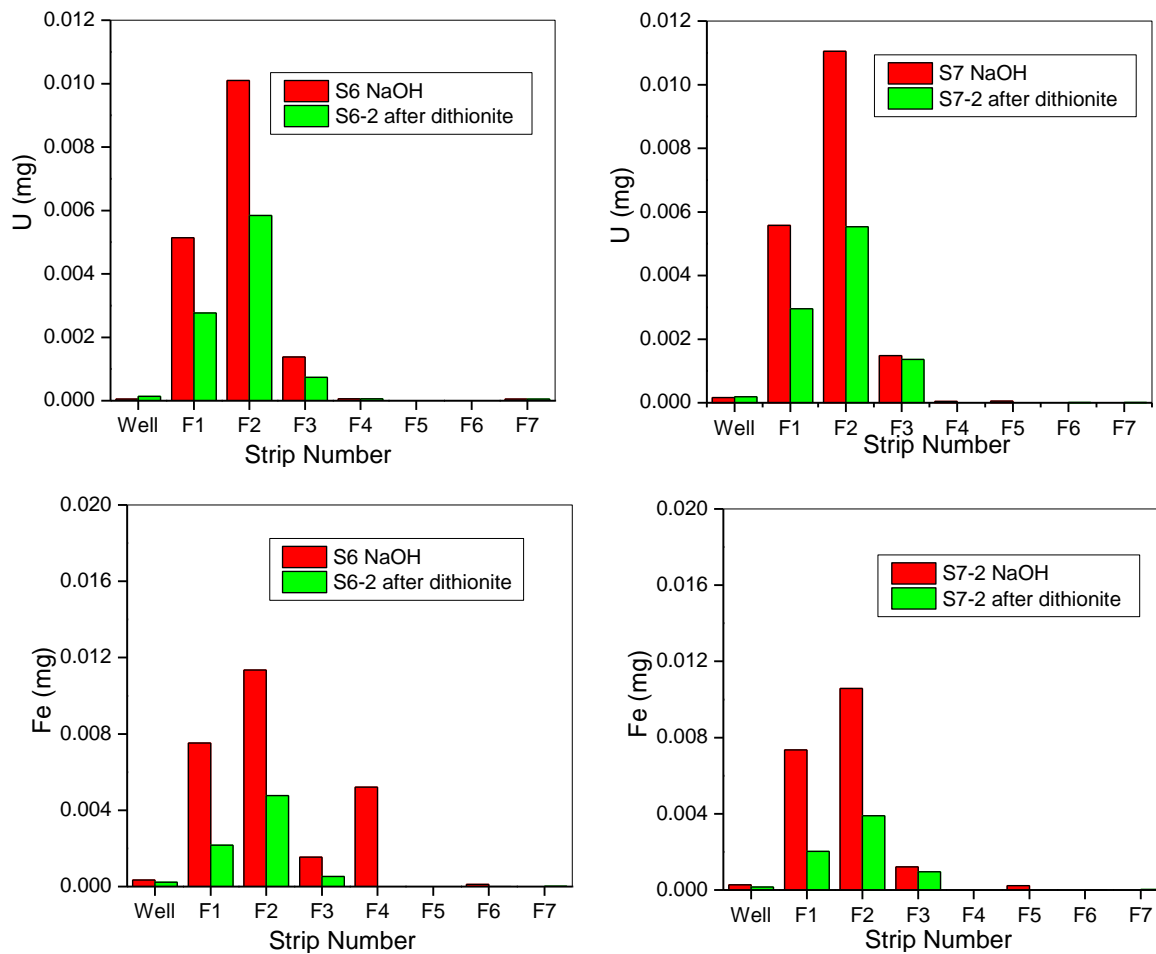 0.012
0.010
0.008
0.006
0.004
0.002
0.000
U (mg)
S6 NaOH
S6-2 after dithionite
Well F1 F2 F3 F4 F5 F6 F7
Strip Number
0.012
0.010
0.008
0.006
0.004
0.002
0.000
U (mg)
S7 NaOH
S7-2 after dithionite
Well F1 F2 F3 F4 F5 F6 F7
Strip Number
0.020
0.016
0.012
0.008
0.004
0.000
Fe (mg)
S6 NaOH
S6-2 after dithionite
Well F1 F2 F3 F4 F5 F6 F7
Strip Number
0.020
0.016
0.012
0.008
0.004
0.000
Fe (mg)
S7-2 NaOH
S7-2 after dithionite
Well F1 F2 F3 F4 F5 F6 F7
Strip Number